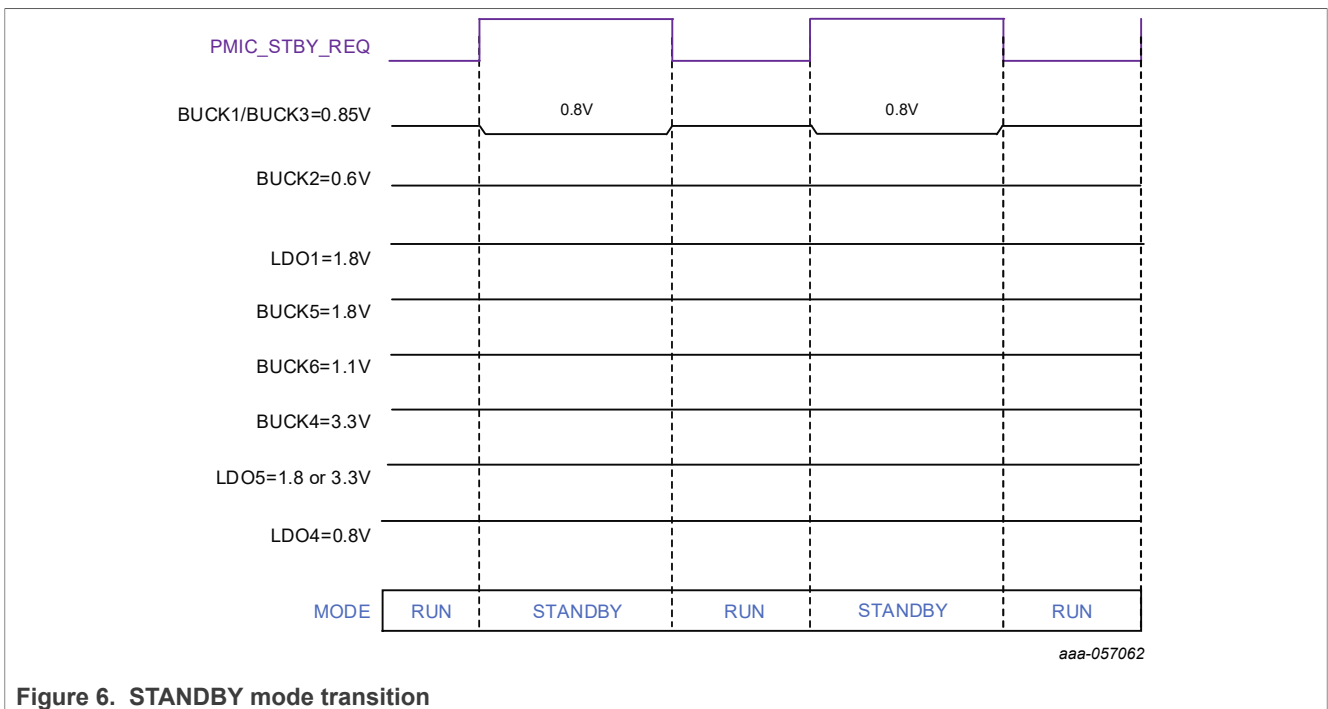 PMIC_STBY_REQ
BUCK1/BUCK3=0.85V
0.8V
0.8V
BUCK2=0.6V
LDO1=1.8V
BUCK5=1.8V
BUCK6=1.1V
BUCK4=3.3V
LDO5=1.8 or 3.3V
LDO4=0.8V
MODE RUN STANDBY RUN STANDBY RUN
aaa-057062
Figure 6. STANDBY mode transition